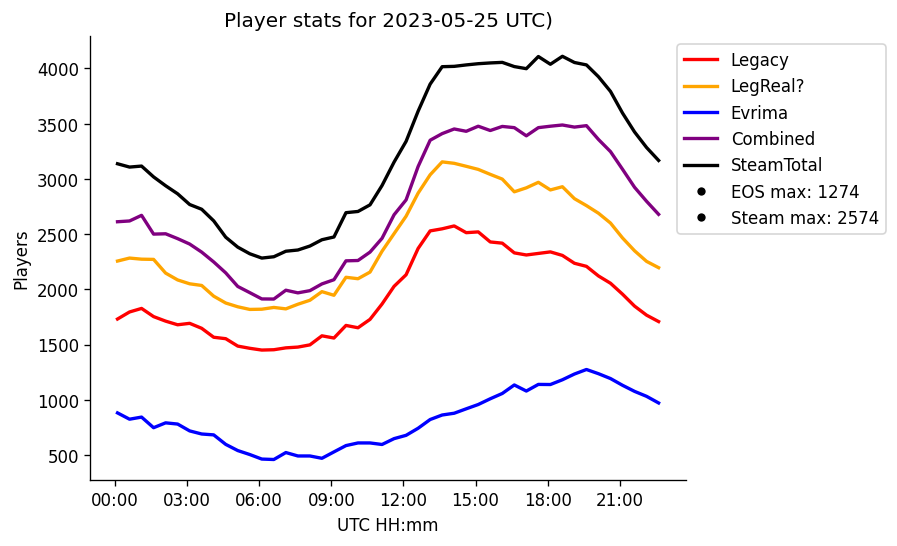 Player stats for 2023-05-25 UTC)
Legacy
LegReal?
Evrima
Combined
SteamTotal
EOS max: 1274
Steam max: 2574
Players
4000
3500
3000
2500
2000
1500
1000
500
00:00 03:00 06:00 09:00 12:00 15:00 18:00 21:00
UTC HH:mm